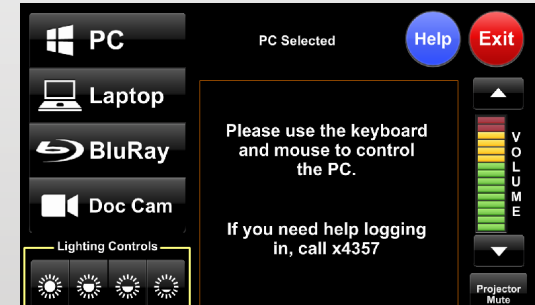 PC
PC Selected
Help
Exit
Laptop
BluRay
Doc Cam
Please use the keyboard
and mouse to control
the PC.
If you need help logging
in, call x4357
VOLUME
Lighting Controls
Projector
Mute